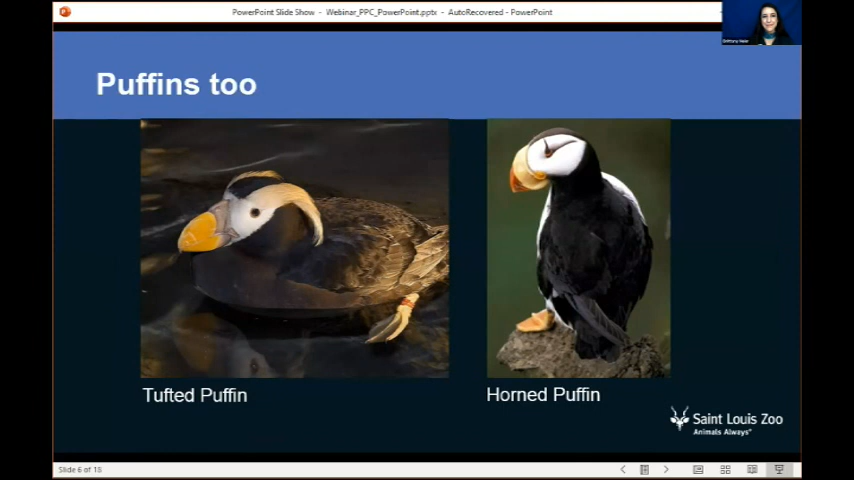 PowerPoint Slide Show - Webinar_PPC_PowerPoint.pptx - AutoRecovered - PowerPoint
Puffins too
Tufted Puffin
Horned Puffin
Saint Louis Zoo
Animals Always
Slide 6 of 18